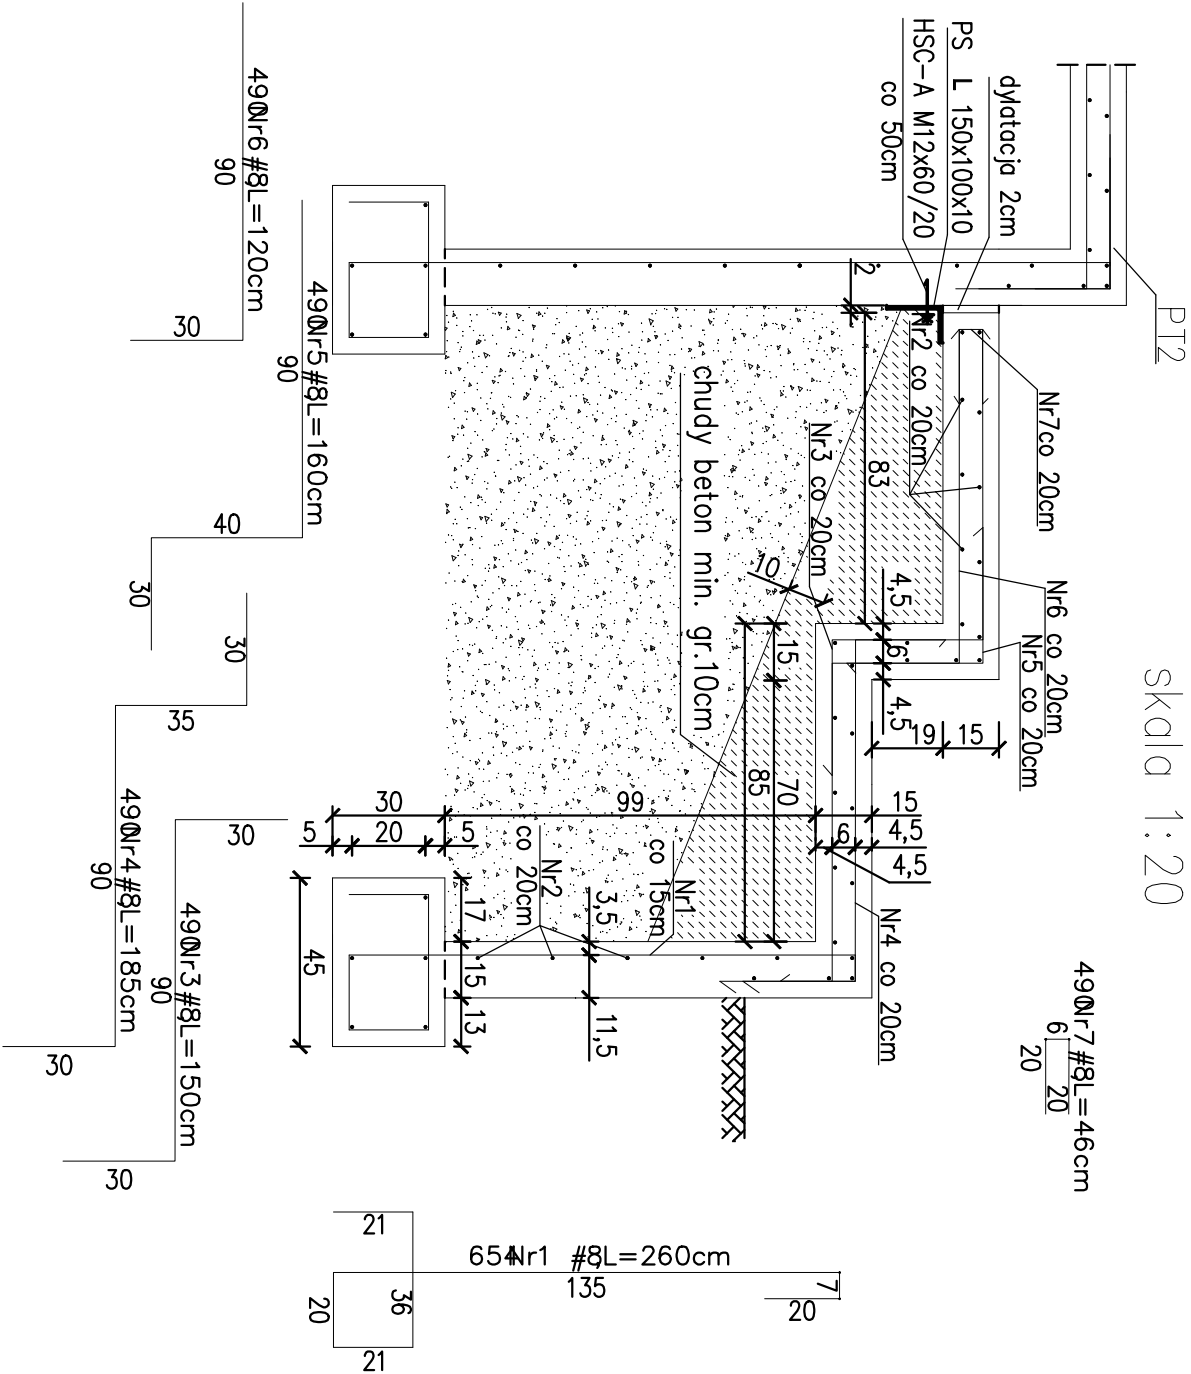 skala 1:20
PT2
dylatacja 2cm
PS L 150x100x10
HSC-A M12x60/20
co 50cm
Nr7co 20cm
Nr6 co 20cm
Nr5 co 20cm
Nr2 co 20cm
Nr3 co 20cm
chudy beton min. gr.10cm
2
83
10
4,5
6
4,5
19
15
15
70
85
30
99
15
5
20
5
6
4,5
4,5
Nr4 co 20cm
Nr1
co 15cm
Nr2
co 20cm
3,5
11,5
17
15
13
45
490Nr6 #8L=120cm
90
30
490Nr5 #8L=160cm
90
40
30
490Nr4 #8L=185cm
30
35
90
30
490Nr3 #8L=150cm
30
90
30
490Nr7 #8L=46cm
6
20
20
654Nr1 #8L=260cm
135
7
20
21
36
20
21